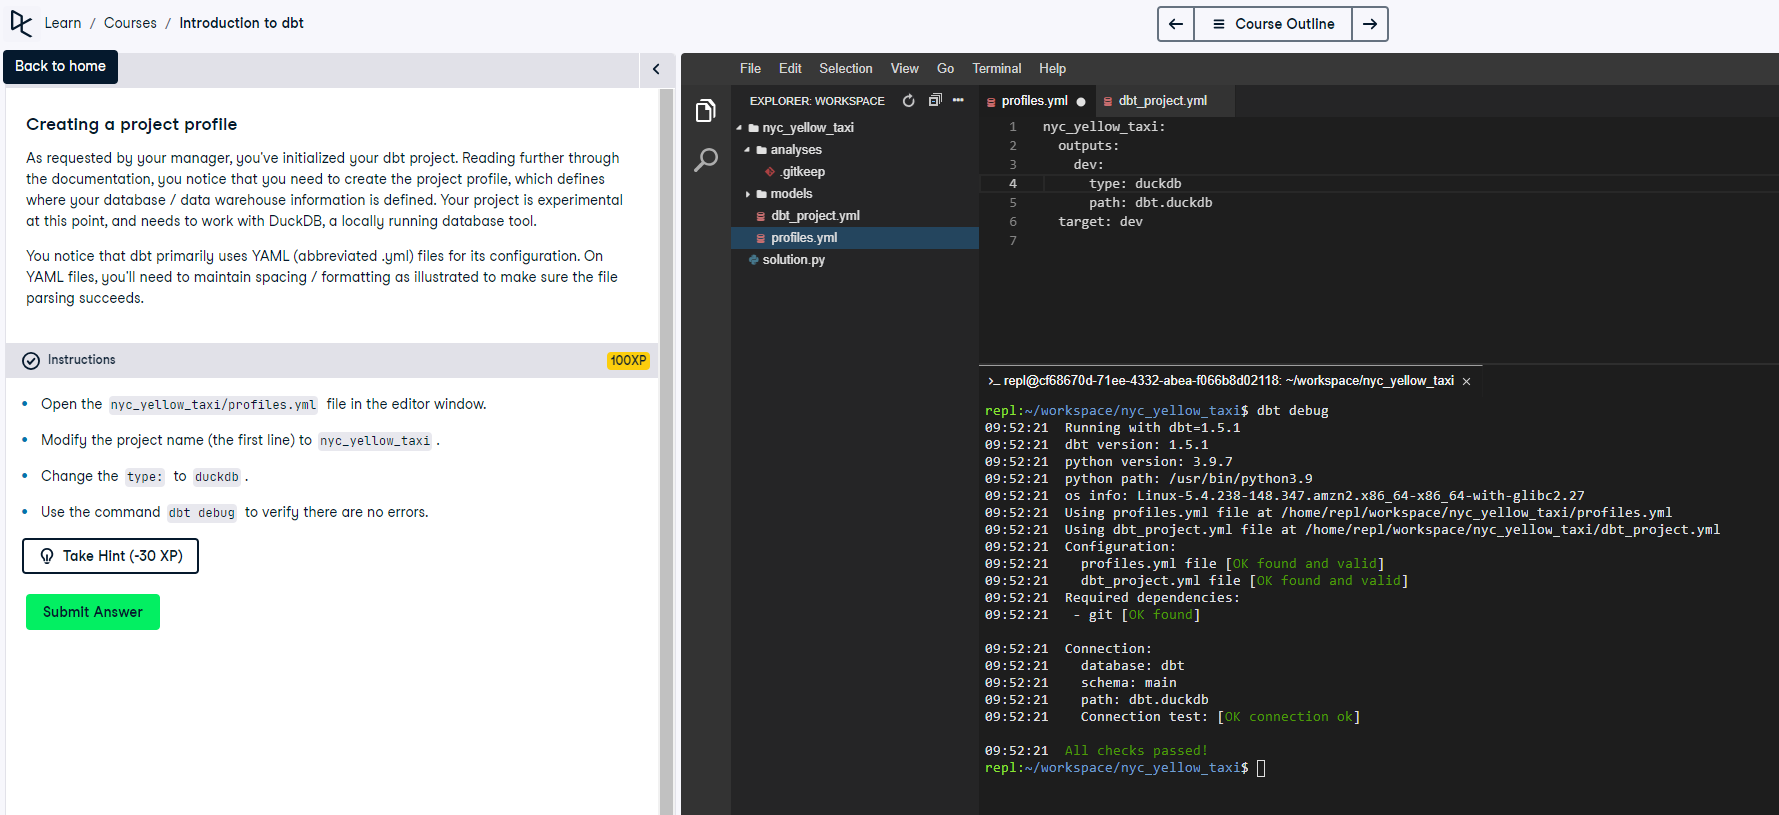 Learn / Courses / Introduction to dbt
Course Outline
Back to home
Creating a project profile
As requested by your manager, you've initialized your dbt project. Reading further through
the documentation, you notice that you need to create the project profile, which defines
where your database / data warehouse information is defined. Your project is experimental
at this point, and needs to work with DuckDB, a locally running database tool.
You notice that dbt primarily uses YAML (abbreviated .yml) files for its configuration. On
YAML files, you'll need to maintain spacing / formatting as illustrated to make sure the file
parsing succeeds.
Instructions
100XP
Open the nyc_yellow_taxi/profiles.yml file in the editor window.
Modify the project name (the first line) to nyc_yellow_taxi .
Change the type: to duckdb .
Use the command dbt debug to verify there are no errors.
Take Hint (-30 XP)
Submit Answer
File Edit Selection View Go Terminal Help
EXPLORER: WORKSPACE
nyc_yellow_taxi
analyses
.gitkeep
models
dbt_project.yml
profiles.yml
solution.py
profiles.yml
dbt_project.yml
1 nyc_yellow_taxi:
2 outputs:
3 dev:
4 type: duckdb
5 path: dbt.duckdb
6 target: dev
7
>_ repl@cf68670d-71ee-4332-abea-f066b8d02118: ~/workspace/nyc_yellow_taxi ×
repl:~/workspace/nyc_yellow_taxi$ dbt debug
09:52:21 Running with dbt=1.5.1
09:52:21 dbt version: 1.5.1
09:52:21 python version: 3.9.7
09:52:21 python path: /usr/bin/python3.9
09:52:21 os info: Linux-5.4.238-148.347.amzn2.x86_64-x86_64-with-glibc2.27
09:52:21 Using profiles.yml file at /home/repl/workspace/nyc_yellow_taxi/profiles.yml
09:52:21 Using dbt_project.yml file at /home/repl/workspace/nyc_yellow_taxi/dbt_project.yml
09:52:21 Configuration:
09:52:21 profiles.yml file [OK found and valid]
09:52:21 dbt_project.yml file [OK found and valid]
09:52:21 Required dependencies:
09:52:21 - git [OK found]
09:52:21 Connection:
09:52:21 database: dbt
09:52:21 schema: main
09:52:21 path: dbt.duckdb
09:52:21 Connection test: [OK connection ok]
09:52:21 All checks passed!
repl:~/workspace/nyc_yellow_taxi$